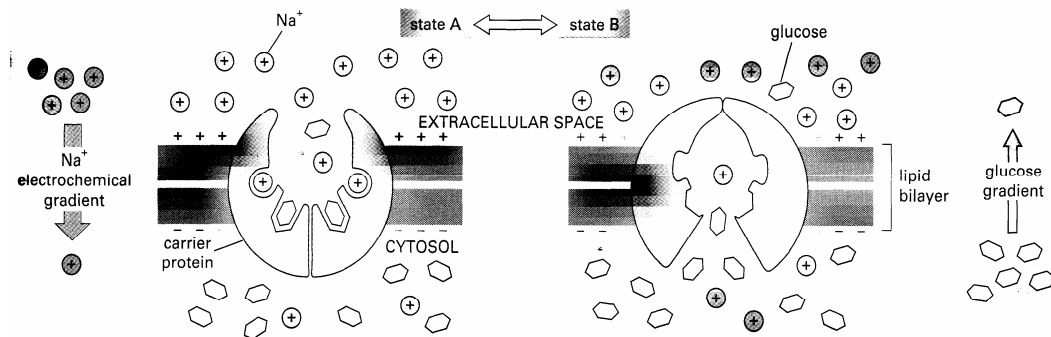 Na+
state A
state B
glucose
EXTRACELLULAR SPACE
Na+
electrochemical
gradient
carrier
protein
CYTOSOL
lipid
bilayer
glucose
gradient